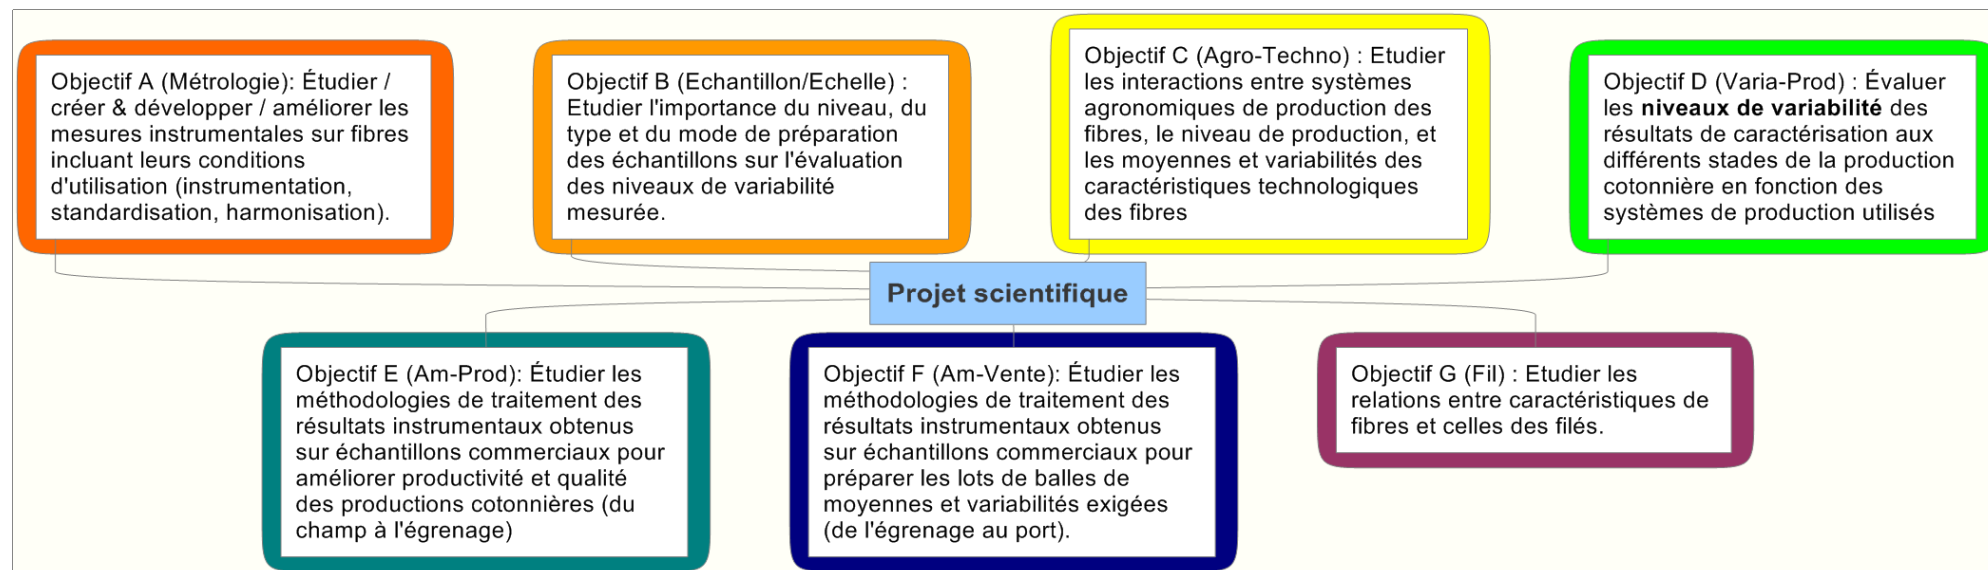 Objectif A (Métrologie): Étudier /
créer & développer / améliorer les
mesures instrumentales sur fibres
incluant leurs conditions
d'utilisation (instrumentation,
standardisation, harmonisation).
Objectif B (Echantillon/Echelle) :
Etudier l'importance du niveau, du
type et du mode de préparation
des échantillons sur l'évaluation
des niveaux de variabilité
mesurée.
Objectif C (Agro-Techno) : Etudier
les interactions entre systèmes
agronomiques de production des
fibres, le niveau de production, et
les moyennes et variabilités des
caractéristiques technologiques
des fibres
Objectif D (Varia-Prod) : Évaluer
les niveaux de variabilité des
résultats de caractérisation aux
différents stades de la production
cotonnière en fonction des
systèmes de production utilisés
Projet scientifique
Objectif E (Am-Prod): Étudier les
méthodologies de traitement des
résultats instrumentaux obtenus
sur échantillons commerciaux pour
améliorer productivité et qualité
des productions cotonnières (du
champ à l'égrenage)
Objectif F (Am-Vente): Étudier les
méthodologies de traitement des
résultats instrumentaux obtenus
sur échantillons commerciaux pour
préparer les lots de balles de
moyennes et variabilités exigées
(de l'égrenage au port).
Objectif G (Fil) : Etudier les
relations entre caractéristiques de
fibres et celles des filés.